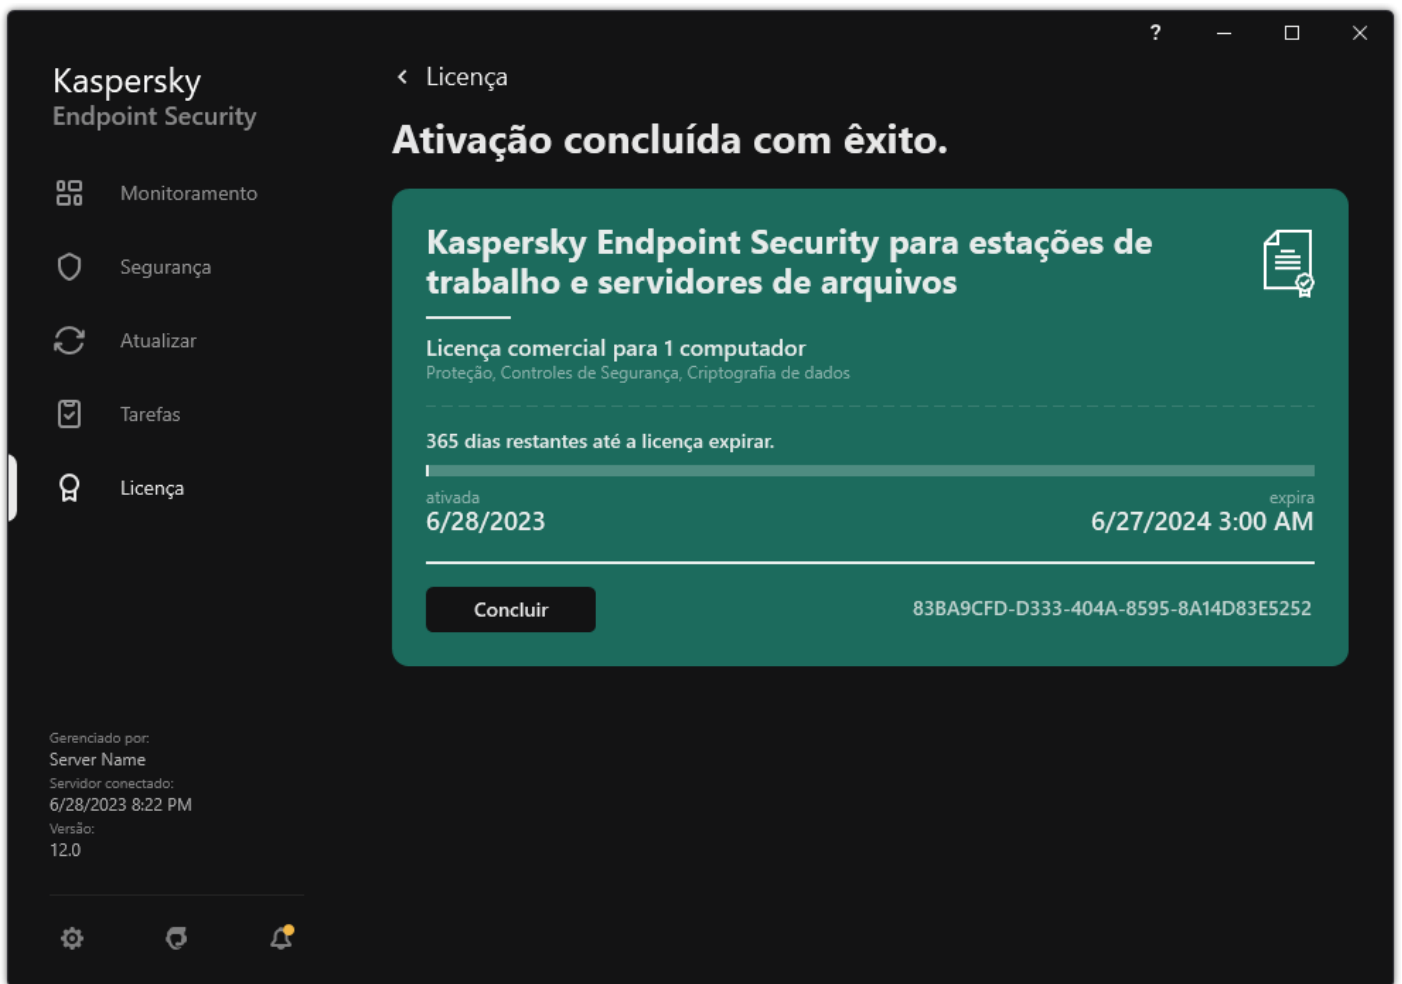 ?
Kaspersky
Endpoint Security
Monitoramento
Segurança
Atualizar
Tarefas
Licença
Gerenciado por:
Server Name
Servidor conectado:
6/28/2023 8:22 PM
Versão:
12.0
Licença
Ativação concluída com êxito.
Kaspersky Endpoint Security para estações de
trabalho e servidores de arquivos
Licença comercial para 1 computador
Proteção, Controles de Segurança, Criptografia de dados
365 dias restantes até a licença expirar.
ativada expira
6/28/2023 6/27/2024 3:00 AM
Concluir 83BA9CFD-D333-404A-8595-8A14D83E5252